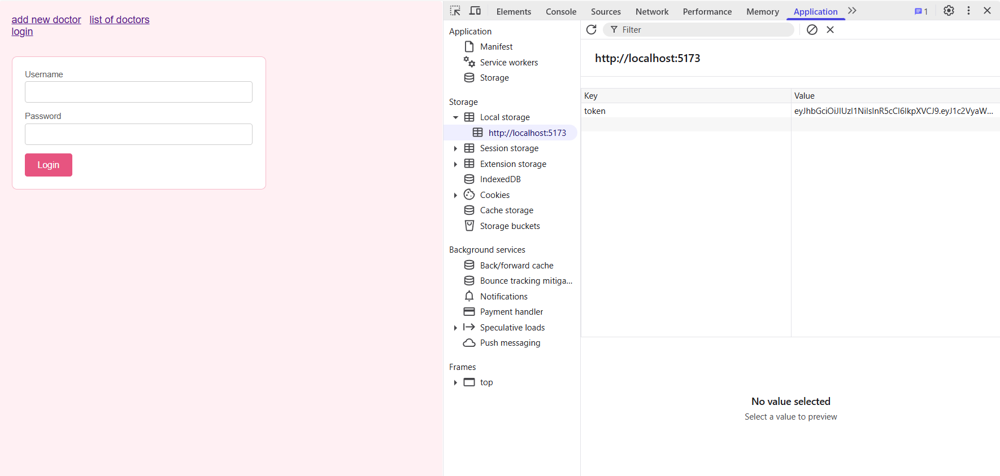 add new doctor list of doctors
login
Username
Password
Login
Elements Console Sources Network Performance Memory Application 1
Application
Manifest
Service workers
Storage
Storage
Local storage
http://localhost:5173
Session storage
Extension storage
IndexedDB
Cookies
Cache storage
Storage buckets
Background services
Back/forward cache
Bounce tracking mitiga...
Notifications
Payment handler
Speculative loads
Push messaging
Frames
top
Filter
http://localhost:5173
Key Value
token eyJhbGciOiJIUzI1NiIsInR5cCI6IkpXVCJ9.eyJ1c2VyaW...
No value selected
Select a value to preview